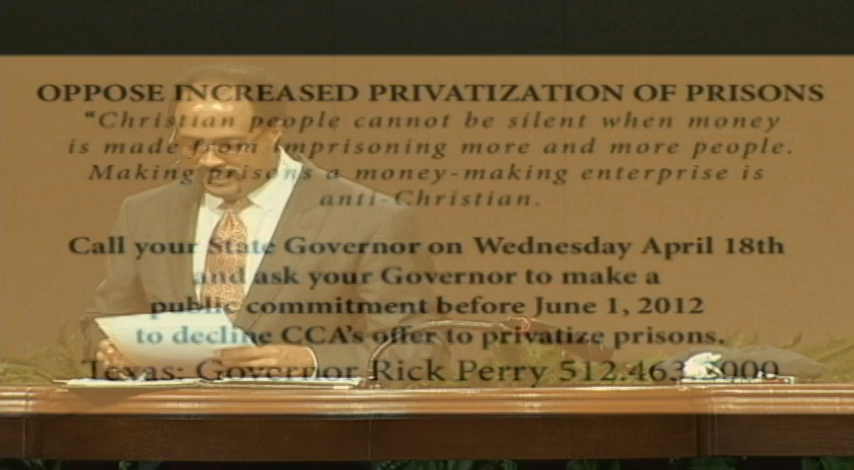 OPPOSE INCREASED PRIVATIZATION OF PRISONS
"Christian people cannot be silent when money
is made from imprisoning more and more people.
Making prisons a money-making enterprise is
anti-Christian.
Call your State Governor on Wednesday April 18th
and ask your Governor to make a
public commitment before June 1, 2012
to decline CCA's offer to privatize prisons.
Texas: Governor Rick Perry 512.463.2000